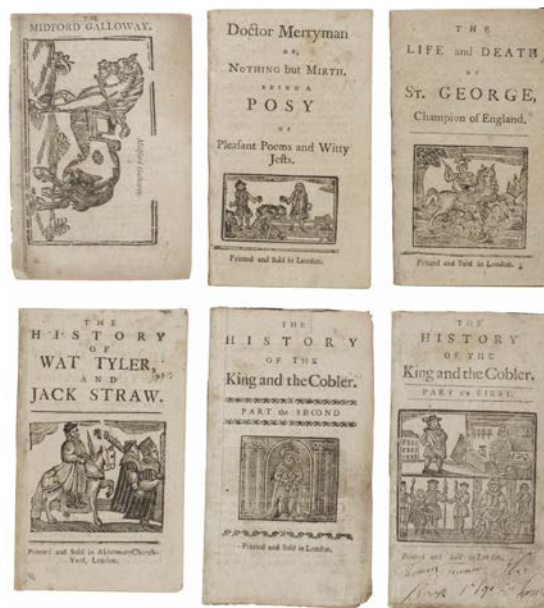 THE
MIDFORD GALLOWAY.
Midford Galloway.
Doctor Merryman
OR,
NOTHING but MIRTH.
BEING A
POSY
OF
Pleasant Poems and Witty
Jests.
Printed and Sold in London.
THE
LIFE and DEATH
OF
ST. GEORGE,
Champion of England.
Printed and Sold in London.
THE
HISTORY
OF
WAT TYLER,
AND
JACK STRAW.
Printed and Sold in Aldermary Church-
Yard, London.
THE
HISTORY
OF THE
King and the Cobler.
PART the SECOND
Printed and Sold in London.
THE
HISTORY
OF THE
King and the Cobler.
PART the FIRST.
Printed and Sold in London.